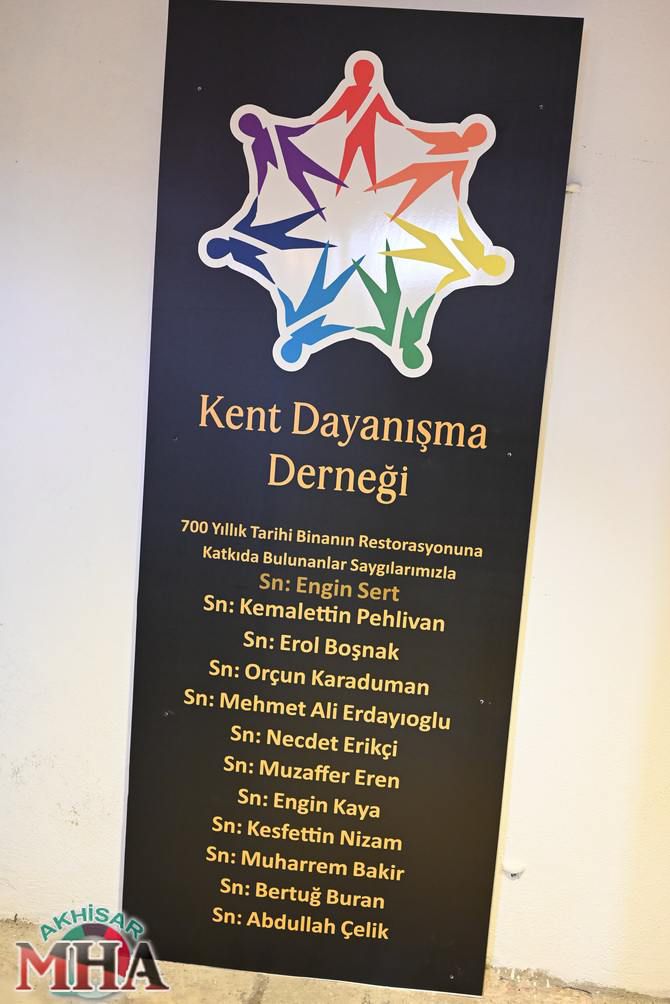 Kent Dayanışma
Derneği
700 Yıllık Tarihi Binanın Restorasyonuna
Katkıda Bulunanlar Saygılarımızla
Sn: Engin Sert
Sn: Kemalettin Pehlivan
Sn: Erol Boşnak
Sn: Orçun Karaduman
Sn: Mehmet Ali Erdayıoglu
Sn: Necdet Erikçi
Sn: Muzaffer Eren
Sn: Engin Kaya
Sn: Kesfettin Nizam
Sn: Muharrem Bakir
Sn: Bertuğ Buran
Sn: Abdullah Çelik
AKHİSAR
MHA